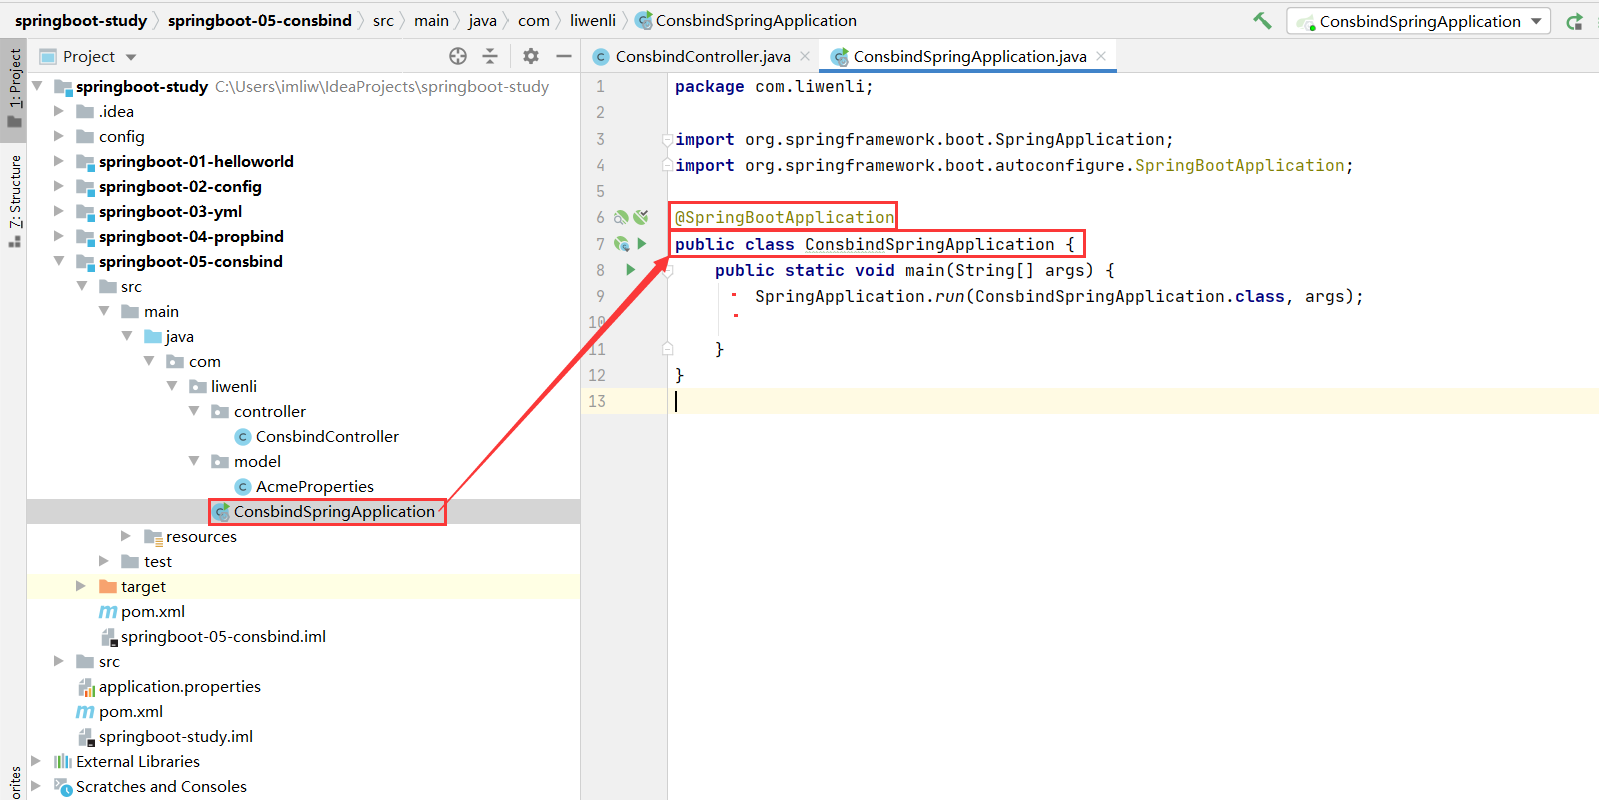 springboot-study springboot-05-consbind src main java com liwenli ConsbindSpringApplication
ConsbindSpringApplication
1: Project
7: Structure
orites
Project
springboot-study C:\Users\imliw\IdeaProjects\springboot-study
.idea
config
springboot-01-helloworld
springboot-02-config
springboot-03-yml
springboot-04-propbind
springboot-05-consbind
src
main
java
com
liwenli
controller
ConsbindController
model
AcmeProperties
ConsbindSpringApplication
resources
test
target
pom.xml
springboot-05-consbind.iml
src
application.properties
pom.xml
springboot-study.iml
External Libraries
Scratches and Consoles
ConsbindController.java ConsbindSpringApplication.java
1 package com.liwenli;
2
3 import org.springframework.boot.SpringApplication;
4 import org.springframework.boot.autoconfigure.SpringBootApplication;
5
6 @SpringBootApplication
7 public class ConsbindSpringApplication {
8 public static void main(String[] args) {
9 SpringApplication.run(ConsbindSpringApplication.class, args);
10
11 }
12 }
13